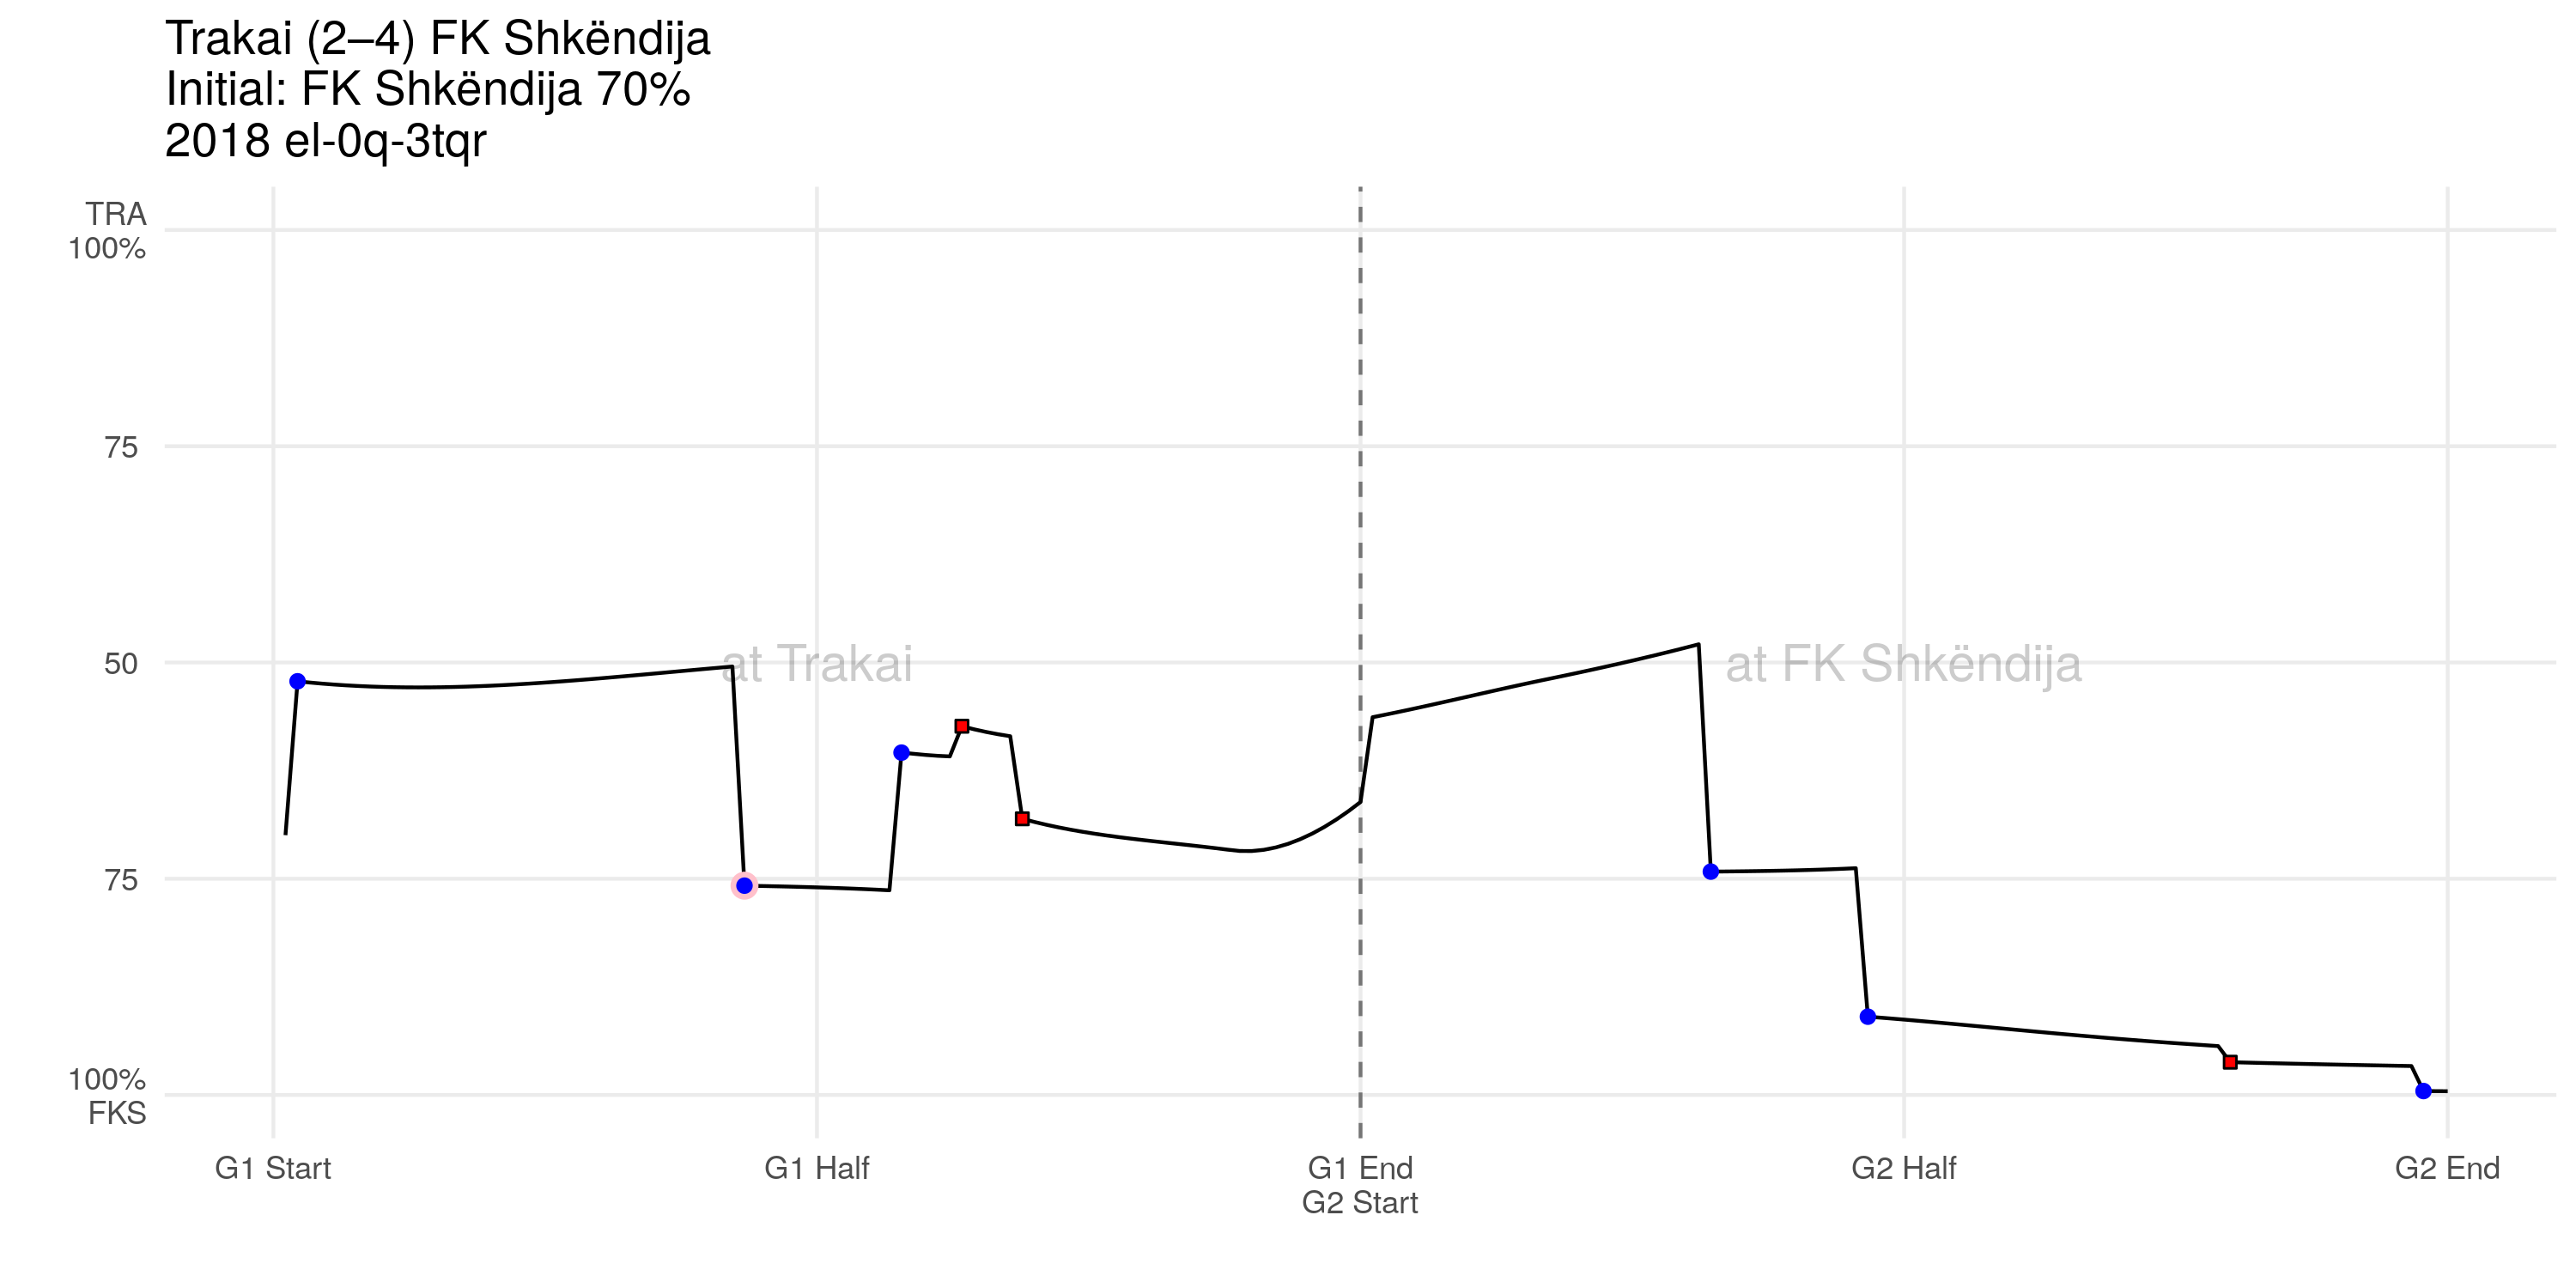 Trakai (2–4) FK Shkëndija
Initial: FK Shkëndija 70%
2018 el-0q-3tqr
TRA
100%
75
50
at Trakai
at FK Shkëndija
75
100%
FKS
G1 Start
G1 Half
G1 End
G2 Start
G2 Half
G2 End